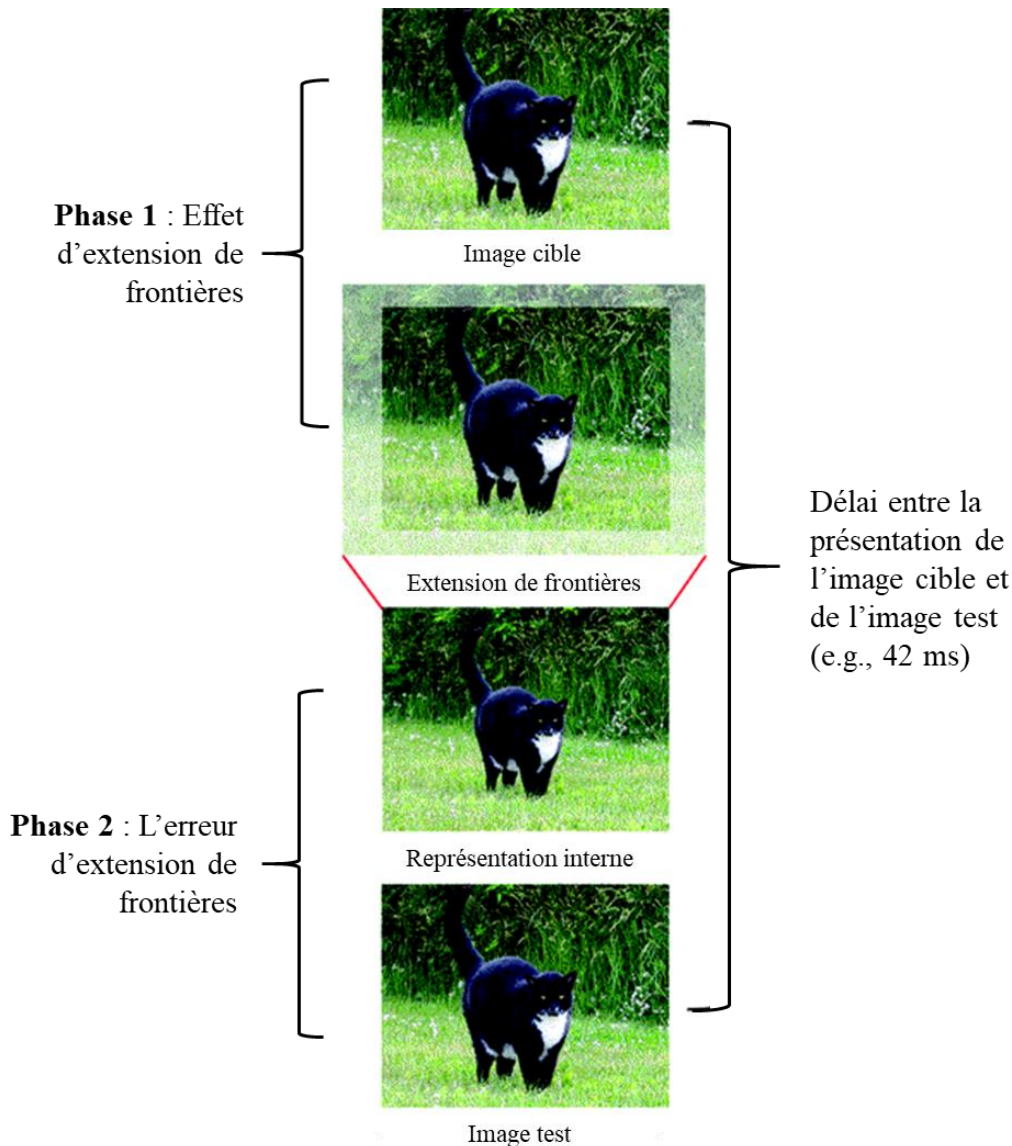 Phase 1 : Effet
d’extension de
frontières
Image cible
Extension de frontières
Délai entre la
présentation de
l’image cible et
de l’image test
(e.g., 42 ms)
Phase 2 : L’erreur
d’extension de
frontières
Représentation interne
Image test